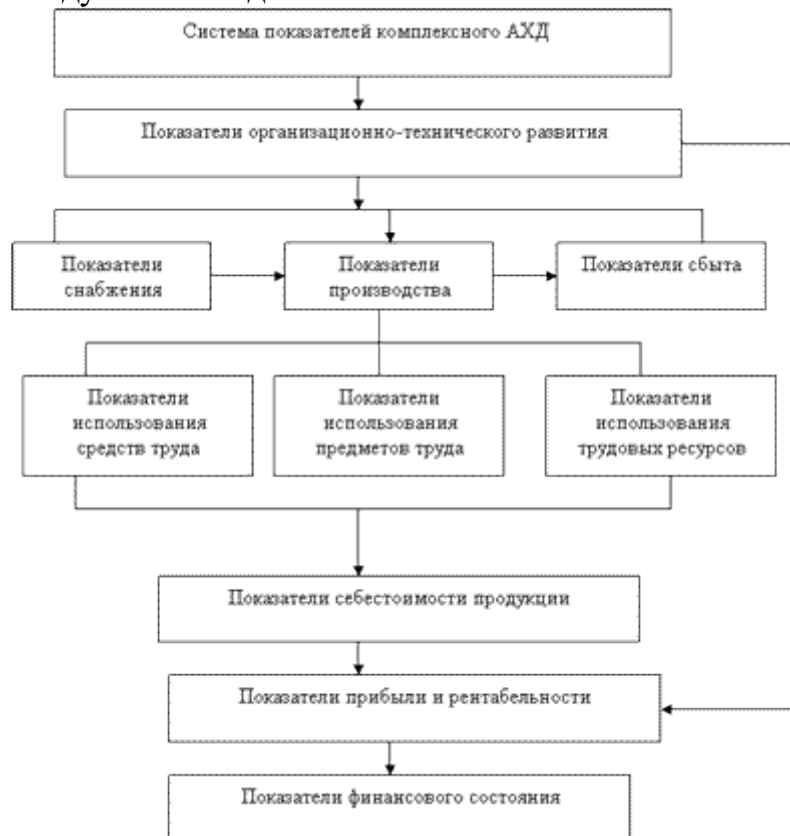 Система показателей комплексного АХД
Показатели организационно-технического развития
Показатели
снабжения
Показатели
производства
Показатели сбыта
Показатели
использования
средств труда
Показатели
использования
предметов труда
Показатели
использования
трудовых ресурсов
Показатели себестоимости продукции
Показатели прибыли и рентабельности
Показатели финансового состояния